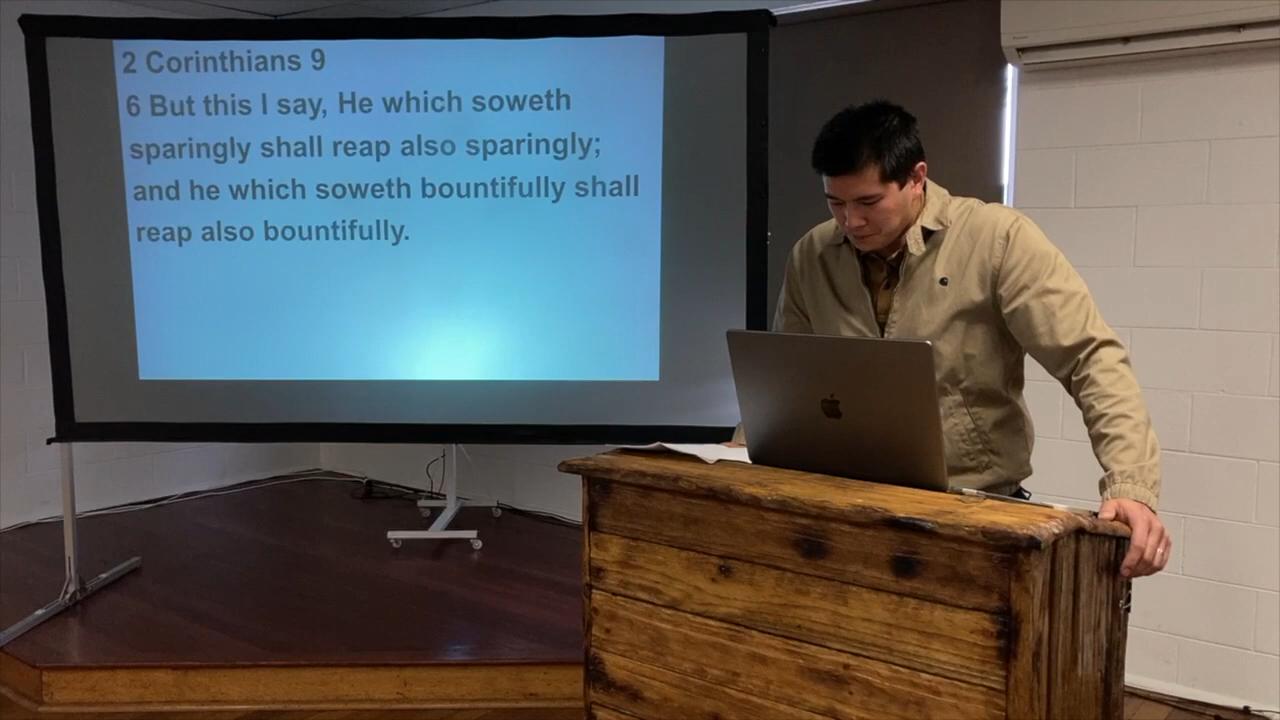 2 Corinthians 9
6 But this I say, He which soweth
sparingly shall reap also sparingly;
and he which soweth bountifully shall
reap also bountifully.